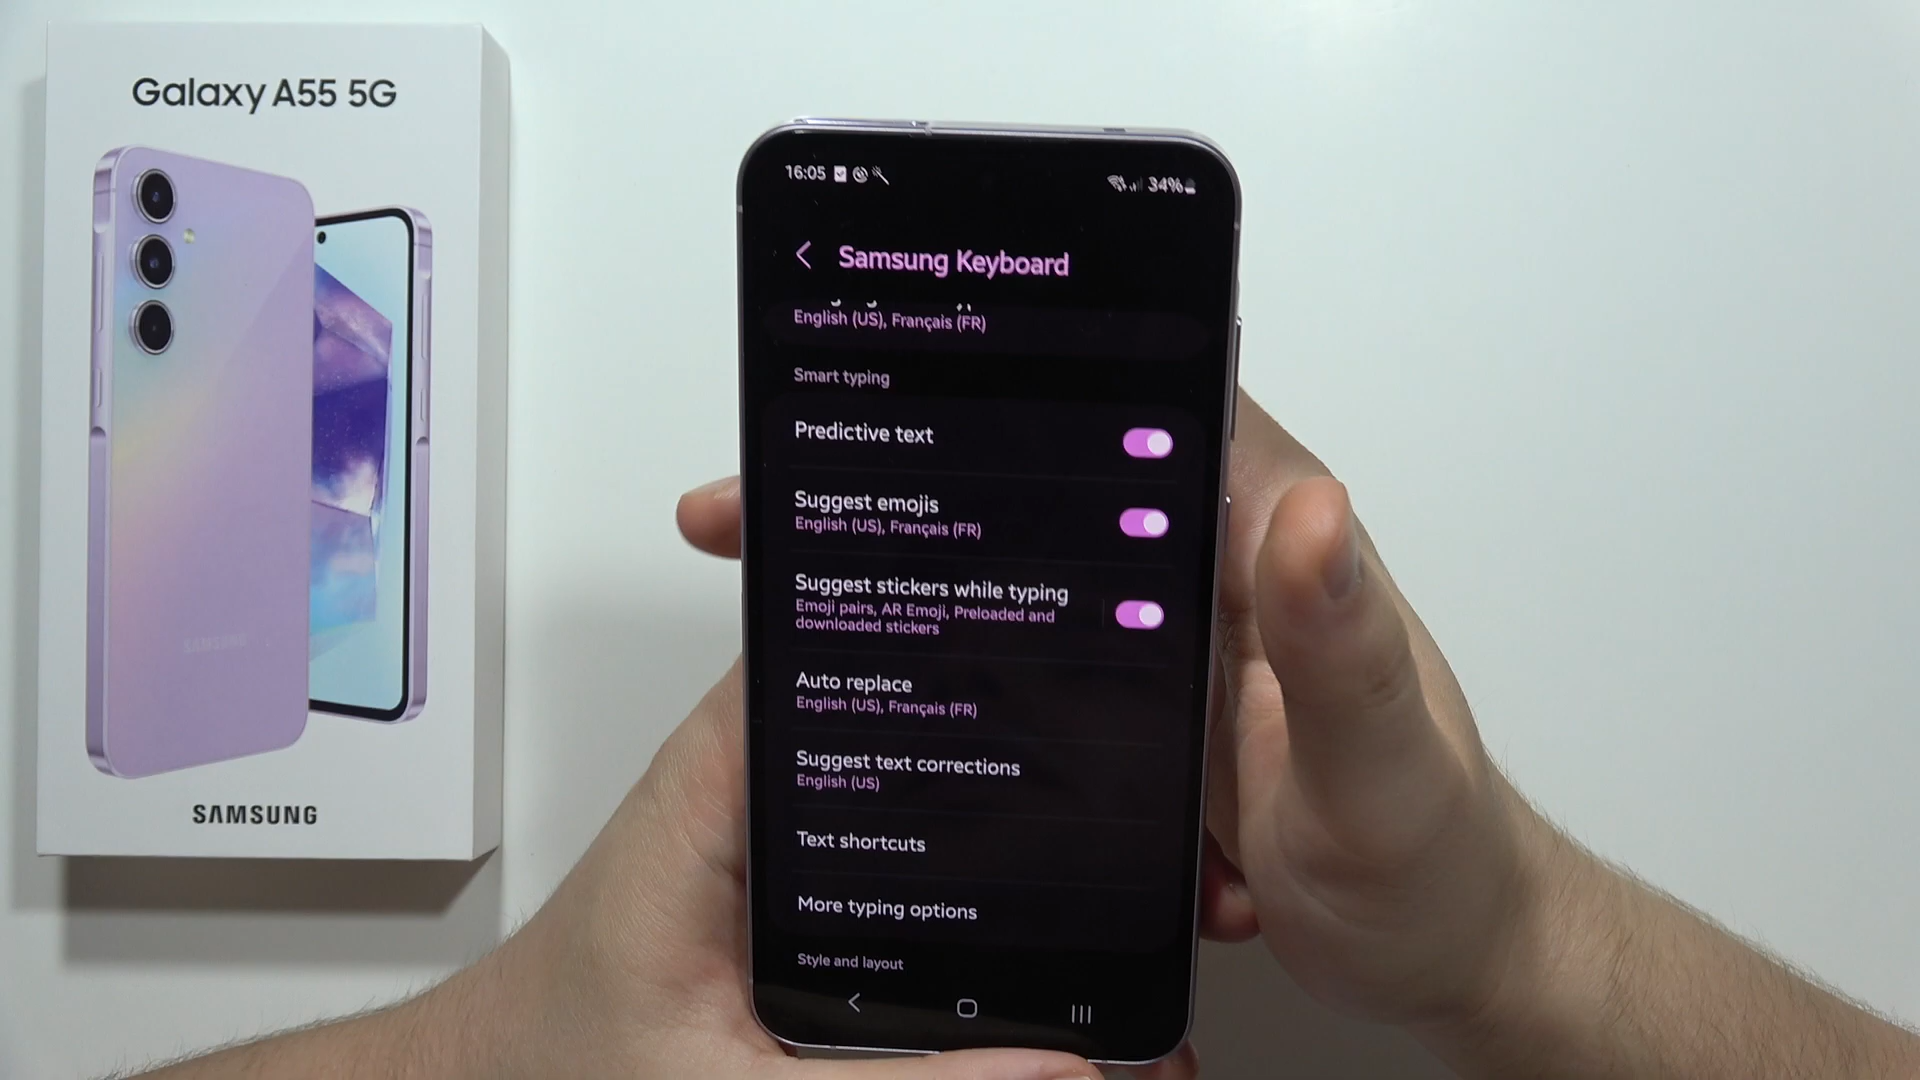 Galaxy A55 5G
SAMSUNG
SAMSUNG
16:05
34%
Samsung Keyboard
English (US), Français (FR)
Smart typing
Predictive text
Suggest emojis
English (US), Français (FR)
Suggest stickers while typing
Emoji pairs, AR Emoji, Preloaded and
downloaded stickers
Auto replace
English (US), Français (FR)
Suggest text corrections
English (US)
Text shortcuts
More typing options
Style and layout